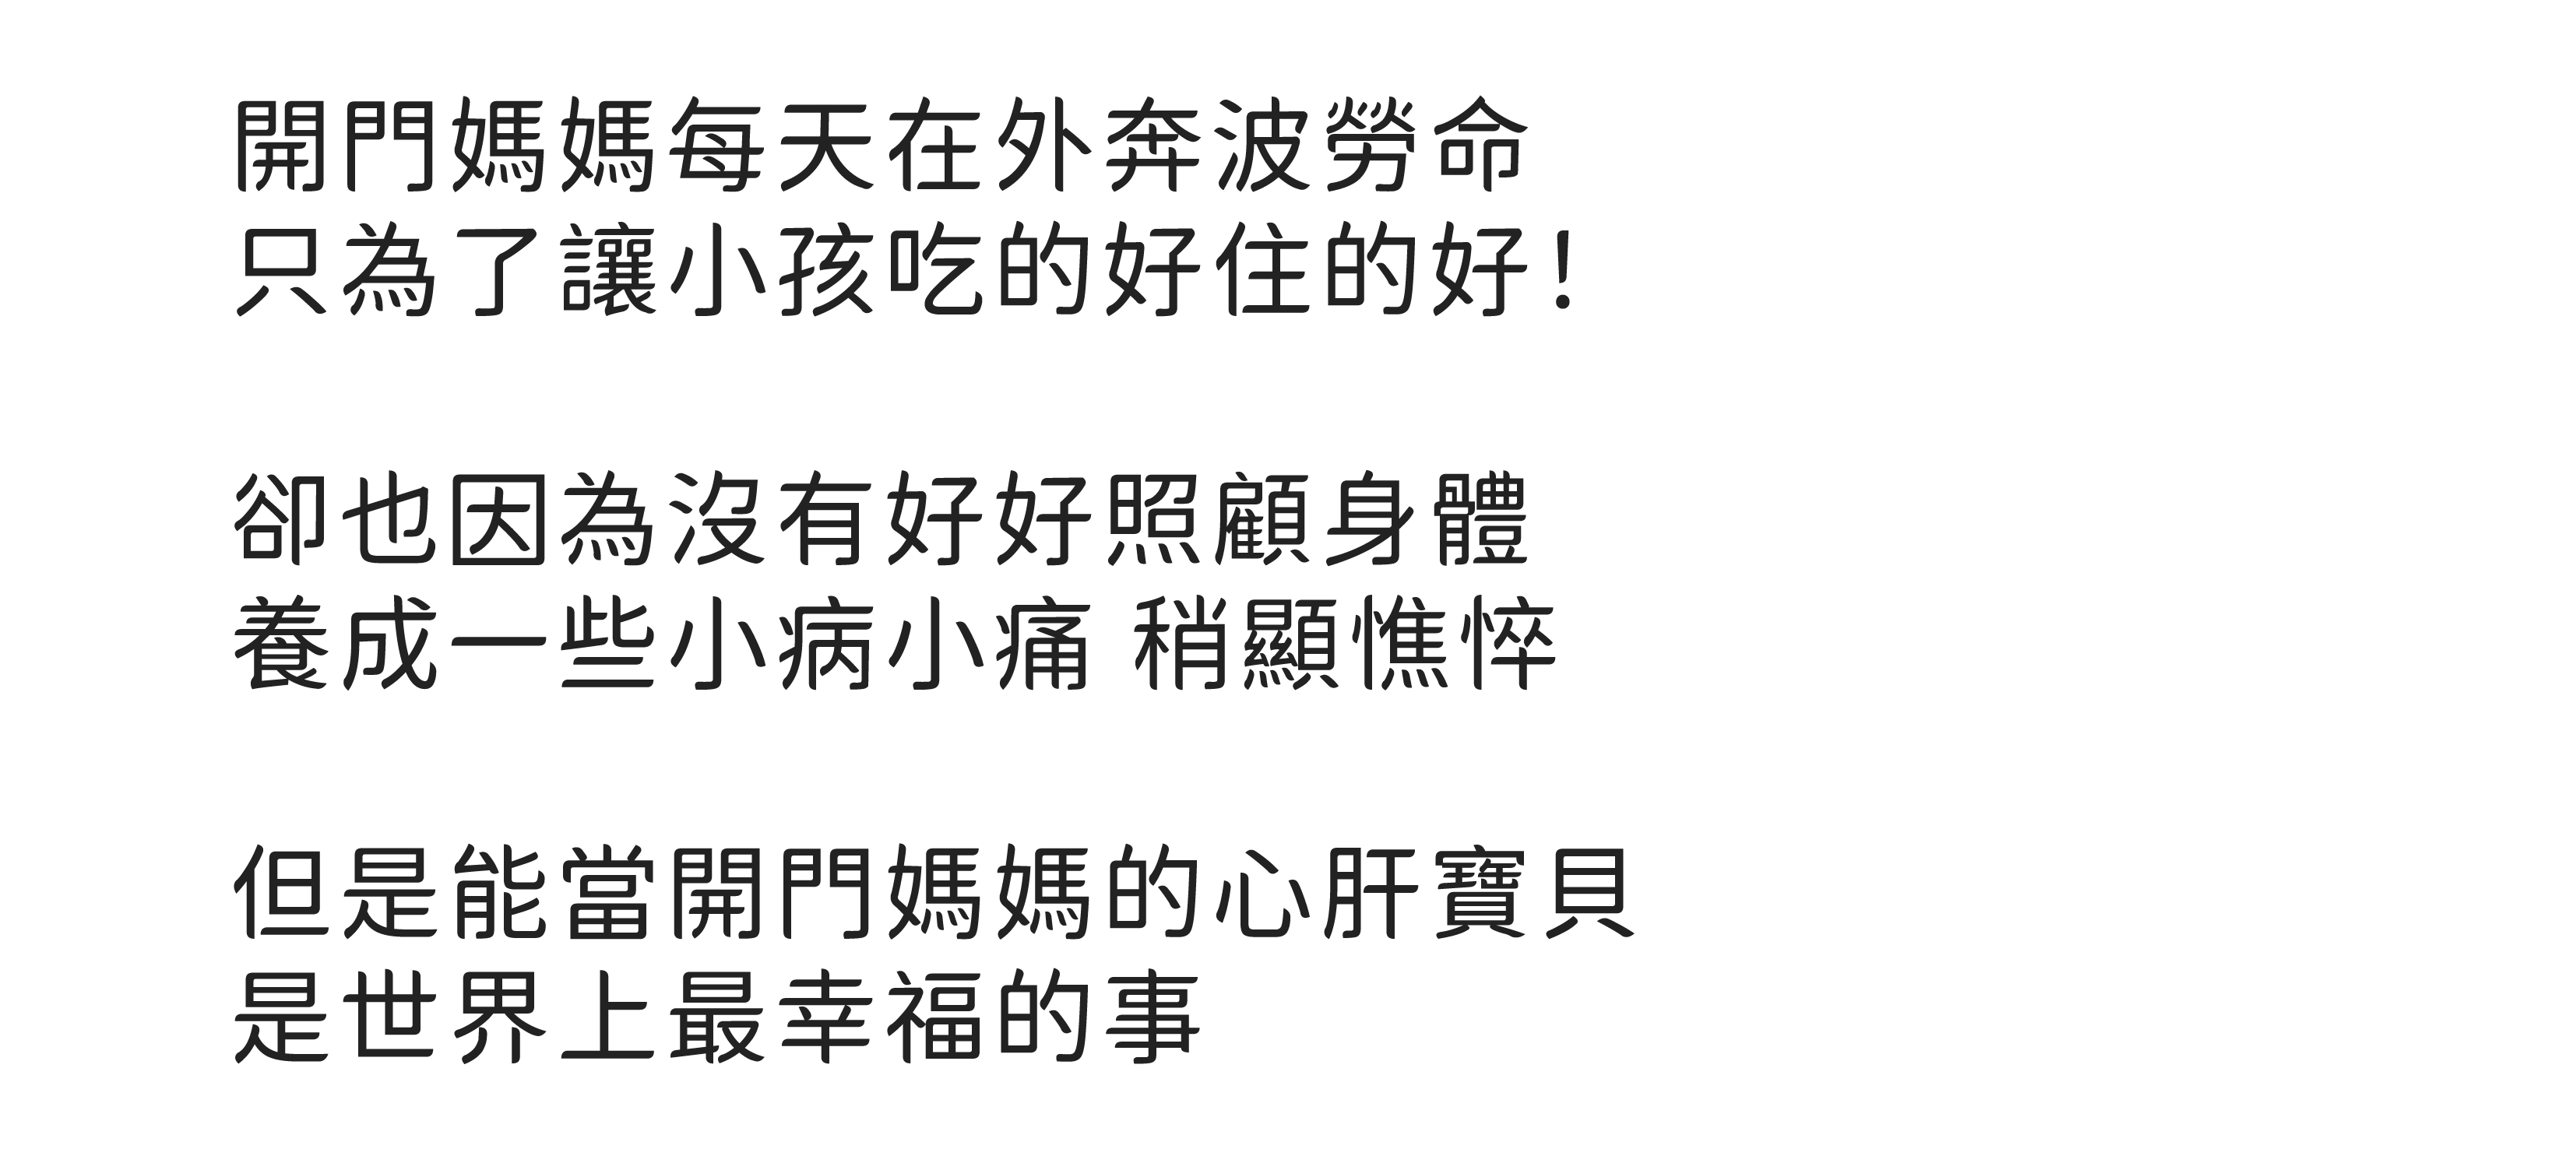 開門媽媽每天在外奔波勞命
只為了讓小孩吃的好住的好!
卻也因為沒有好好照顧身體
養成一些小病小痛 稍顯憔悴
但是能當開門媽媽的心肝寶貝
是世界上最幸福的事